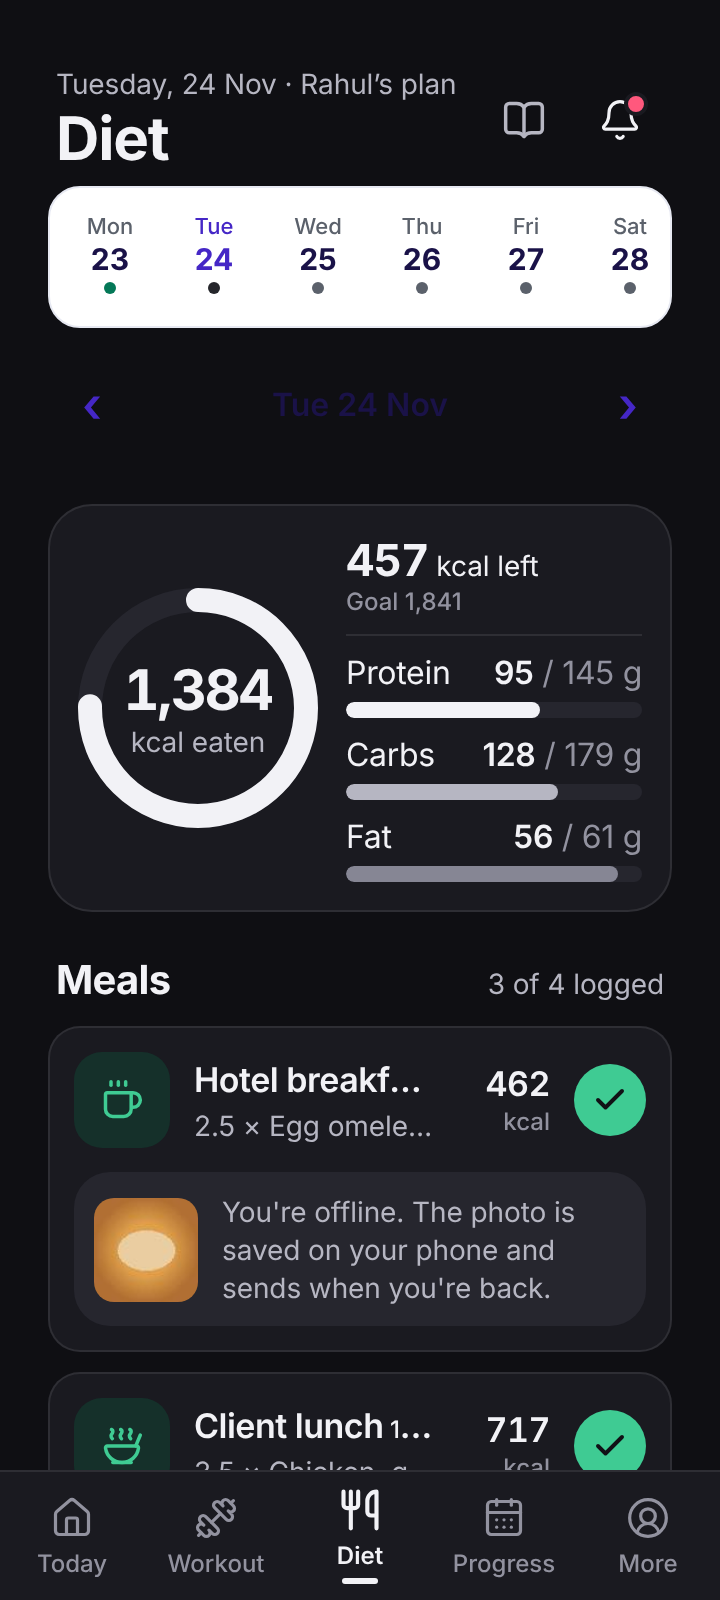 Tuesday, 24 Nov · Rahul’s plan
Diet
Mon Tue Wed Thu Fri Sat
23 24 25 26 27 28
‹ Tue 24 Nov ›
457 kcal left
Goal 1,841
1,384
kcal eaten
Protein 95 / 145 g
Carbs 128 / 179 g
Fat 56 / 61 g
Meals 3 of 4 logged
Hotel breakf... 462
2.5 × Egg omele... kcal
You're offline. The photo is
saved on your phone and
sends when you're back.
Client lunch 1... 717
2.5 × Chicken, g... kcal
Today Workout Diet Progress More